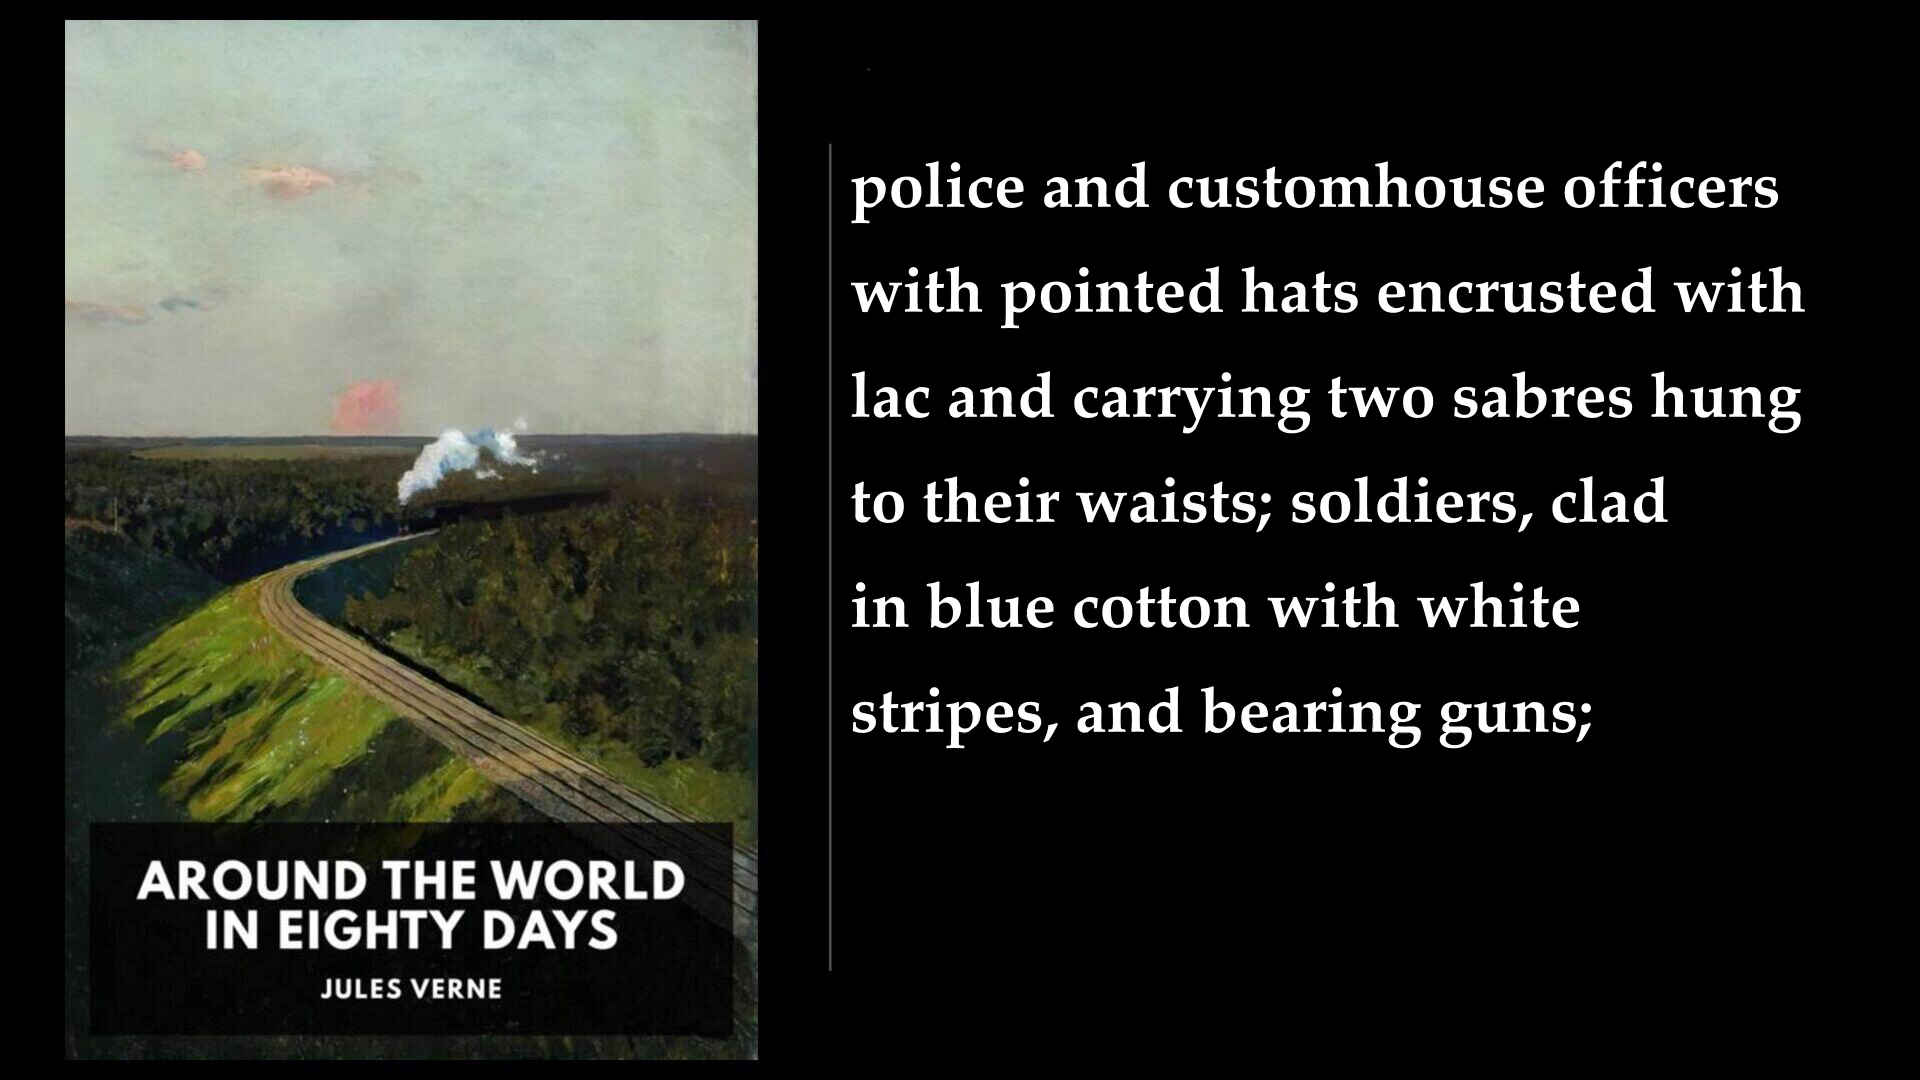 AROUND THE WORLD
IN EIGHTY DAYS
JULES VERNE
police and customhouse officers
with pointed hats encrusted with
lac and carrying two sabres hung
to their waists; soldiers, clad
in blue cotton with white
stripes, and bearing guns;